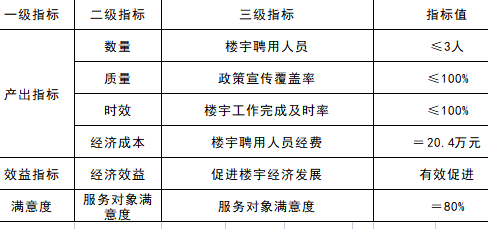 一级指标 二级指标 三级指标 指标值
产出指标 数量 楼宇聘用人员 ≤3人
质量 政策宣传覆盖率 ≤100%
时效 楼宇工作完成及时率 ≤100%
经济成本 楼宇聘用人员经费 ＝20.4万元
效益指标 经济效益 促进楼宇经济发展 有效促进
满意度 服务对象满意度 服务对象满意度 ＝80%